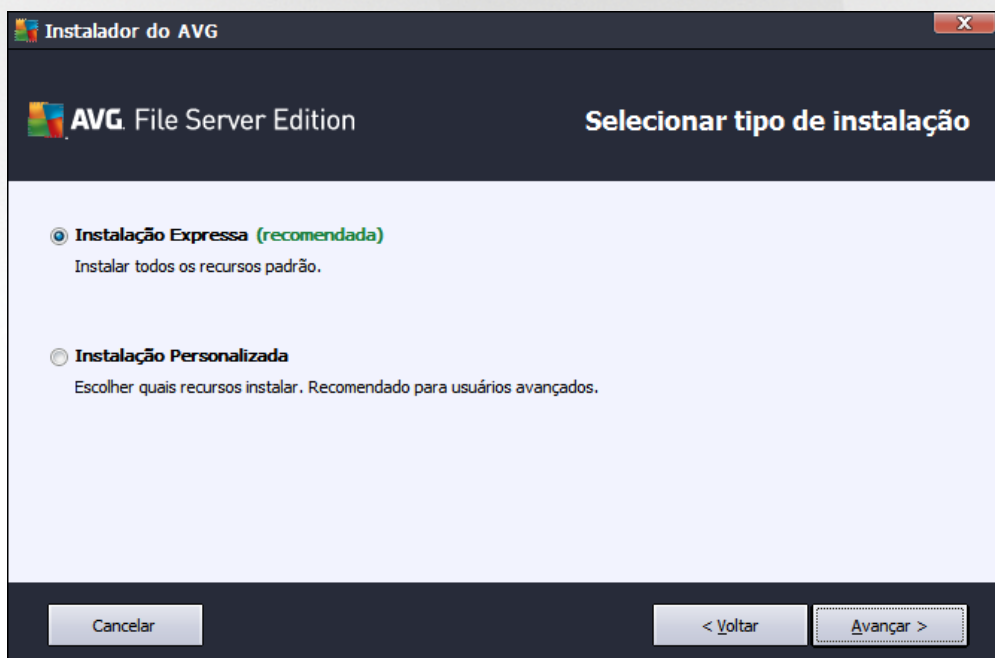 Instalador do AVG
AVG. File Server Edition
Selecionar tipo de instalação
Instalação Expressa (recomendada)
Instalar todos os recursos padrão.
Instalação Personalizada
Escolher quais recursos instalar. Recomendado para usuários avançados.
Cancelar
< Voltar
Avançar >